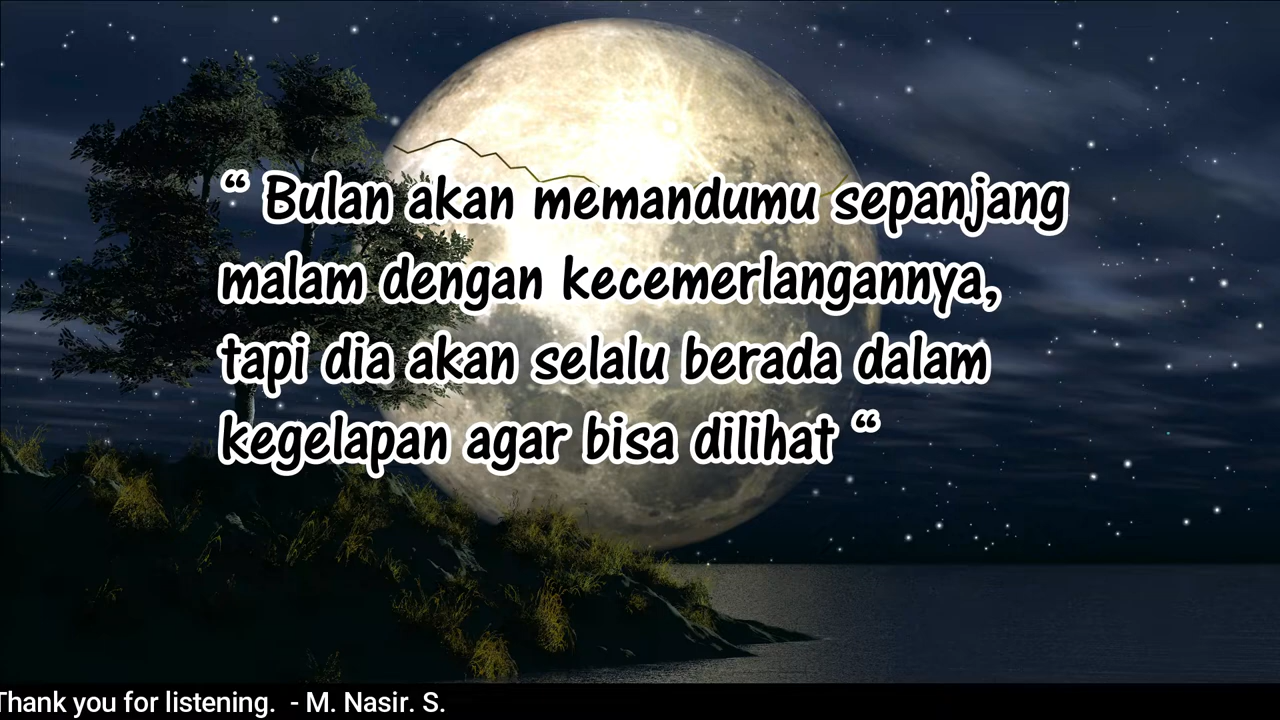 “ Bulan akan memandumu sepanjang
malam dengan kecemerlangannya,
tapi dia akan selalu berada dalam
kegelapan agar bisa dilihat “
Thank you for listening.  - M. Nasir. S.